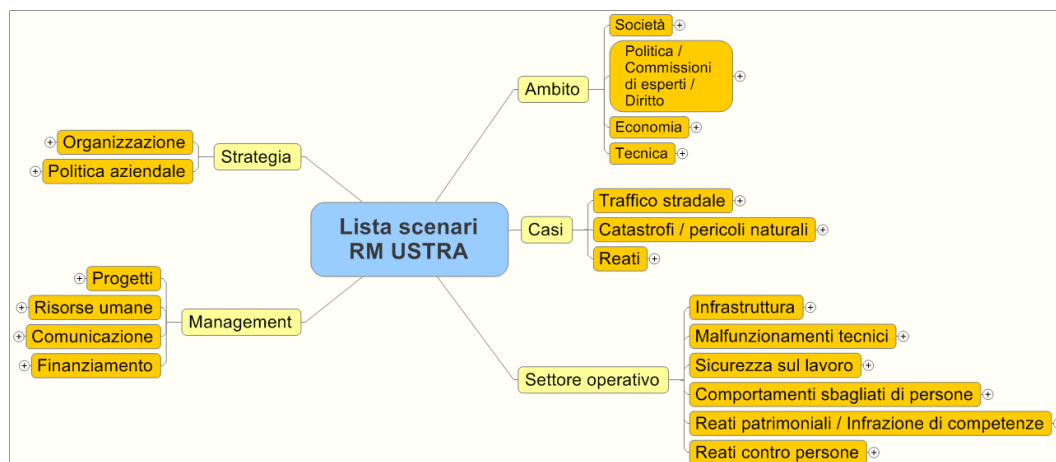 Lista scenari
RM USTRA
Strategia
Organizzazione
Politica aziendale
Management
Progetti
Risorse umane
Comunicazione
Finanziamento
Ambito
Società
Politica /
Commissioni
di esperti /
Diritto
Economia
Tecnica
Casi
Traffico stradale
Catastrofi / pericoli naturali
Reati
Settore operativo
Infrastruttura
Malfunzionamenti tecnici
Sicurezza sul lavoro
Comportamenti sbagliati di persone
Reati patrimoniali / Infrazione di competenze
Reati contro persone